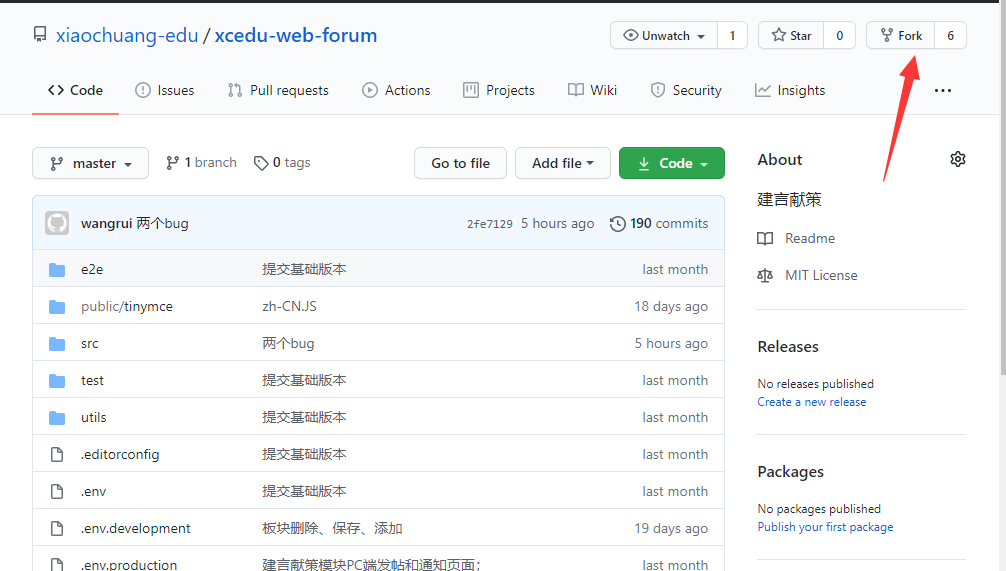 xiaochuang-edu / xcedu-web-forum
Unwatch 1 Star 0 Fork 6
Code Issues Pull requests Actions Projects Wiki Security Insights ...
master 1 branch 0 tags Go to file Add file Code
wangrui 两个bug 2fe7129 5 hours ago 190 commits
e2e 提交基础版本 last month
public/tinymce zh-CNJS 18 days ago
src 两个bug 5 hours ago
test 提交基础版本 last month
utils 提交基础版本 last month
.editorconfig 提交基础版本 last month
.env 提交基础版本 last month
.env.development 板块删除、保存、添加 19 days ago
.env.production 建言献策模块PC端发帖和通知页面; last month
About
建言献策
Readme
MIT License
Releases
No releases published
Create a new release
Packages
No packages published
Publish your first package